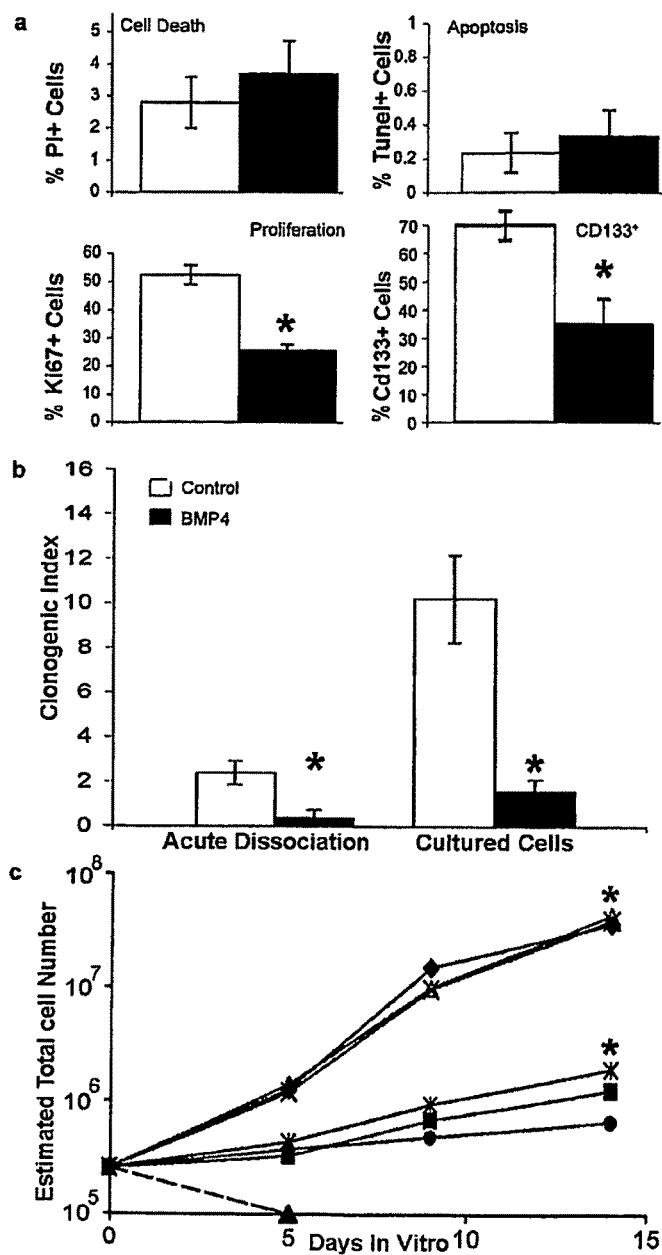 a
Cell Death
% PI+ Cells
5
4
3
2
1
0
Apoptosis
% Tunel+ Cells
1
0.8
0.6
0.4
0.2
0
Proliferation
% Ki67+ Cells
60
50
40
30
20
10
0
*
CD133+
% Cd133+ Cells
70
60
50
40
30
20
10
0
*
b
Clonogenic Index
16
14
12
10
8
6
4
2
0
Control
BMP4
*
*
Acute Dissociation
Cultured Cells
c
Estimated Total cell Number
10^8
10^7
10^6
10^5
*
*
0
5
10
15
Days In Vitro